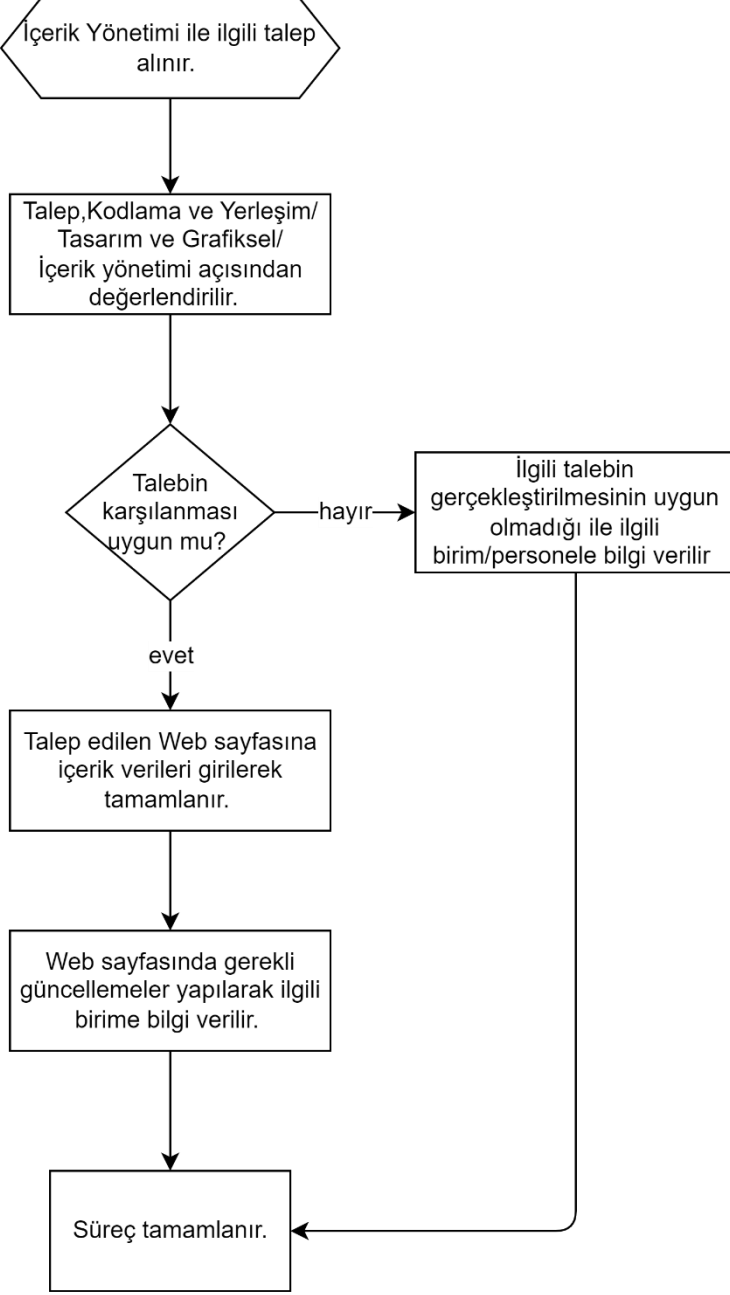 İçerik Yönetimi ile ilgili talep
alınır.
Talep,Kodlama ve Yerleşim/
Tasarım ve Grafiksel/
İçerik yönetimi açısından
değerlendirilir.
Talebin
karşılanması
uygun mu?
hayır
İlgili talebin
gerçekleştirilmesinin uygun
olmadığı ile ilgili
birim/personele bilgi verilir
evet
Talep edilen Web sayfasına
içerik verileri girilerek
tamamlanır.
Web sayfasında gerekli
güncellemeler yapılarak ilgili
birime bilgi verilir.
Süreç tamamlanır.